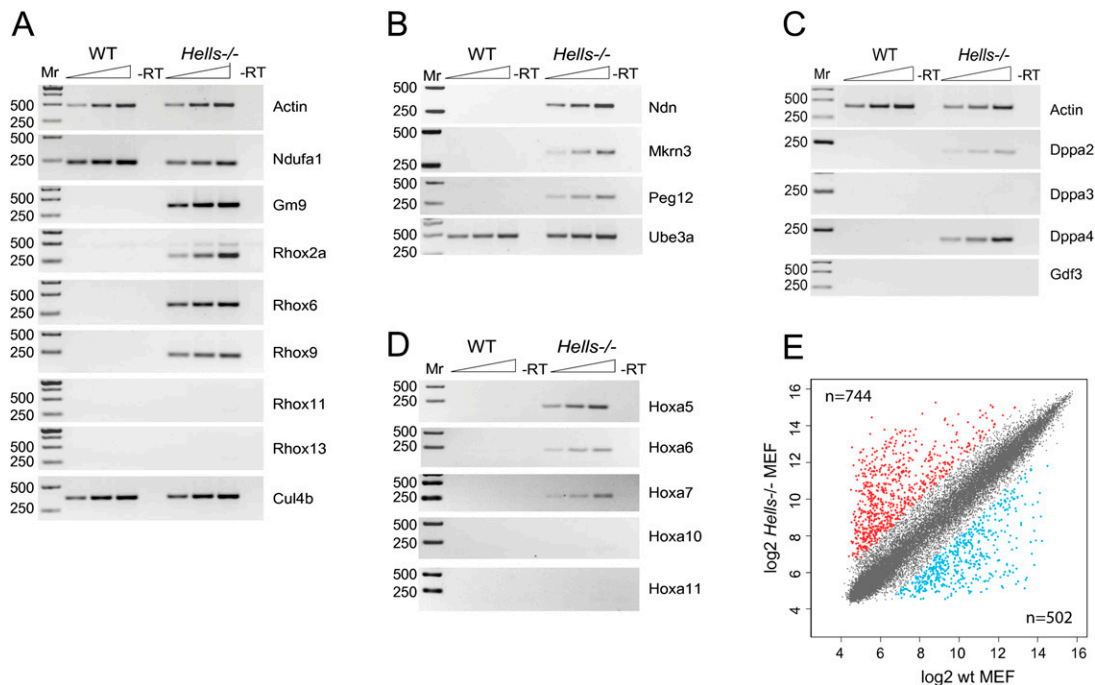 A
WT Hells-/-
Mr -RT -RT
500
250
Actin
500
250
Ndufa1
500
250
Gm9
500
250
Rhox2a
500
250
Rhox6
500
250
Rhox9
500
250
Rhox11
500
250
Rhox13
500
250
Cul4b
B
WT Hells-/-
Mr -RT -RT
500
250
Ndn
500
250
Mkrn3
500
250
Peg12
500
250
Ube3a
C
WT Hells-/-
Mr -RT -RT
500
250
Actin
250
Dppa2
250
Dppa3
250
Dppa4
500
250
Gdf3
D
WT Hells-/-
Mr -RT -RT
500
250
Hoxa5
500
250
Hoxa6
500
250
Hoxa7
500
250
Hoxa10
500
250
Hoxa11
E
n=744
n=502
16
14
12
10
8
6
4
log2 Hells-/- MEF
4 6 8 10 12 14 16
log2 wt MEF